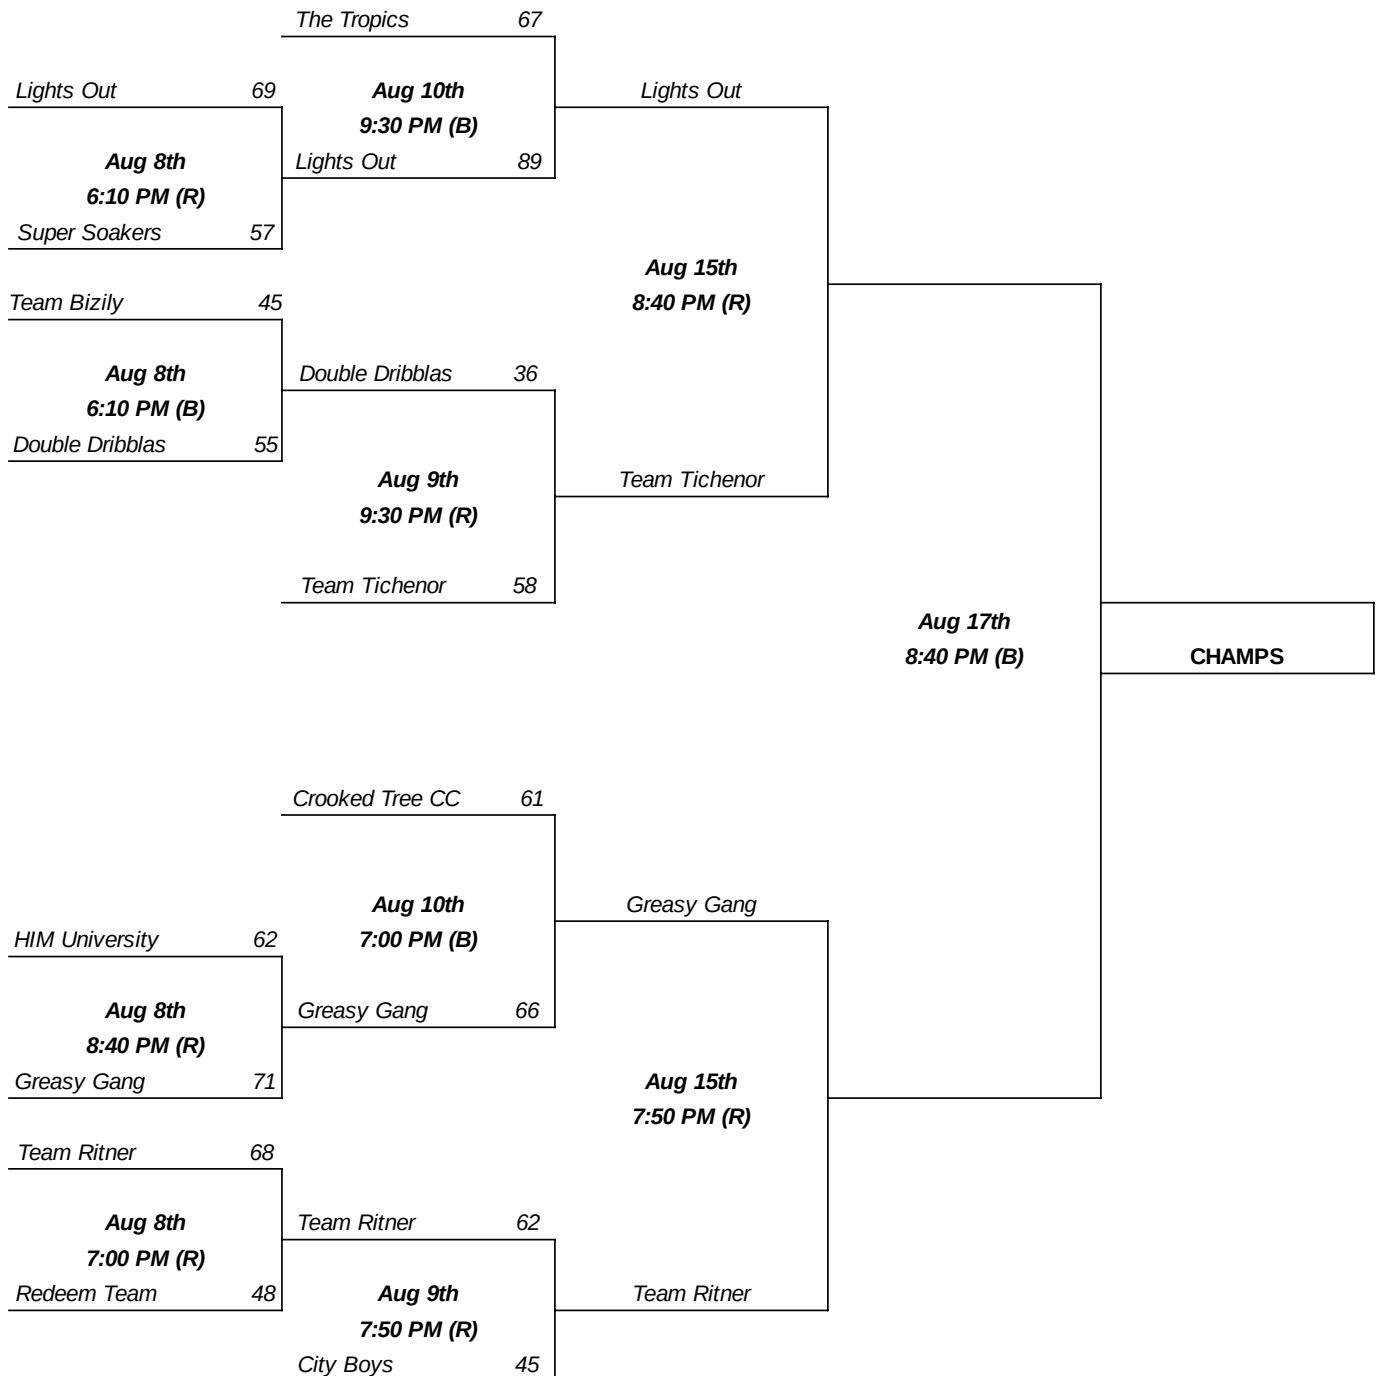 The Tropics 67
Lights Out 69
Aug 10th
Lights Out
9:30 PM (B)
Aug 8th
Lights Out 89
6:10 PM (R)
Super Soakers 57
Aug 15th
Team Bizily 45
8:40 PM (R)
Aug 8th
Double Dribblas 36
6:10 PM (B)
Double Dribblas 55
Aug 9th
Team Tichenor
9:30 PM (R)
Team Tichenor 58
Aug 17th
8:40 PM (B)
CHAMPS
Crooked Tree CC 61
Aug 10th
Greasy Gang
HIM University 62
7:00 PM (B)
Aug 8th
Greasy Gang 66
8:40 PM (R)
Greasy Gang 71
Aug 15th
7:50 PM (R)
Team Ritner 68
Aug 8th
Team Ritner 62
7:00 PM (R)
Redeem Team 48
Aug 9th
Team Ritner
7:50 PM (R)
City Boys 45